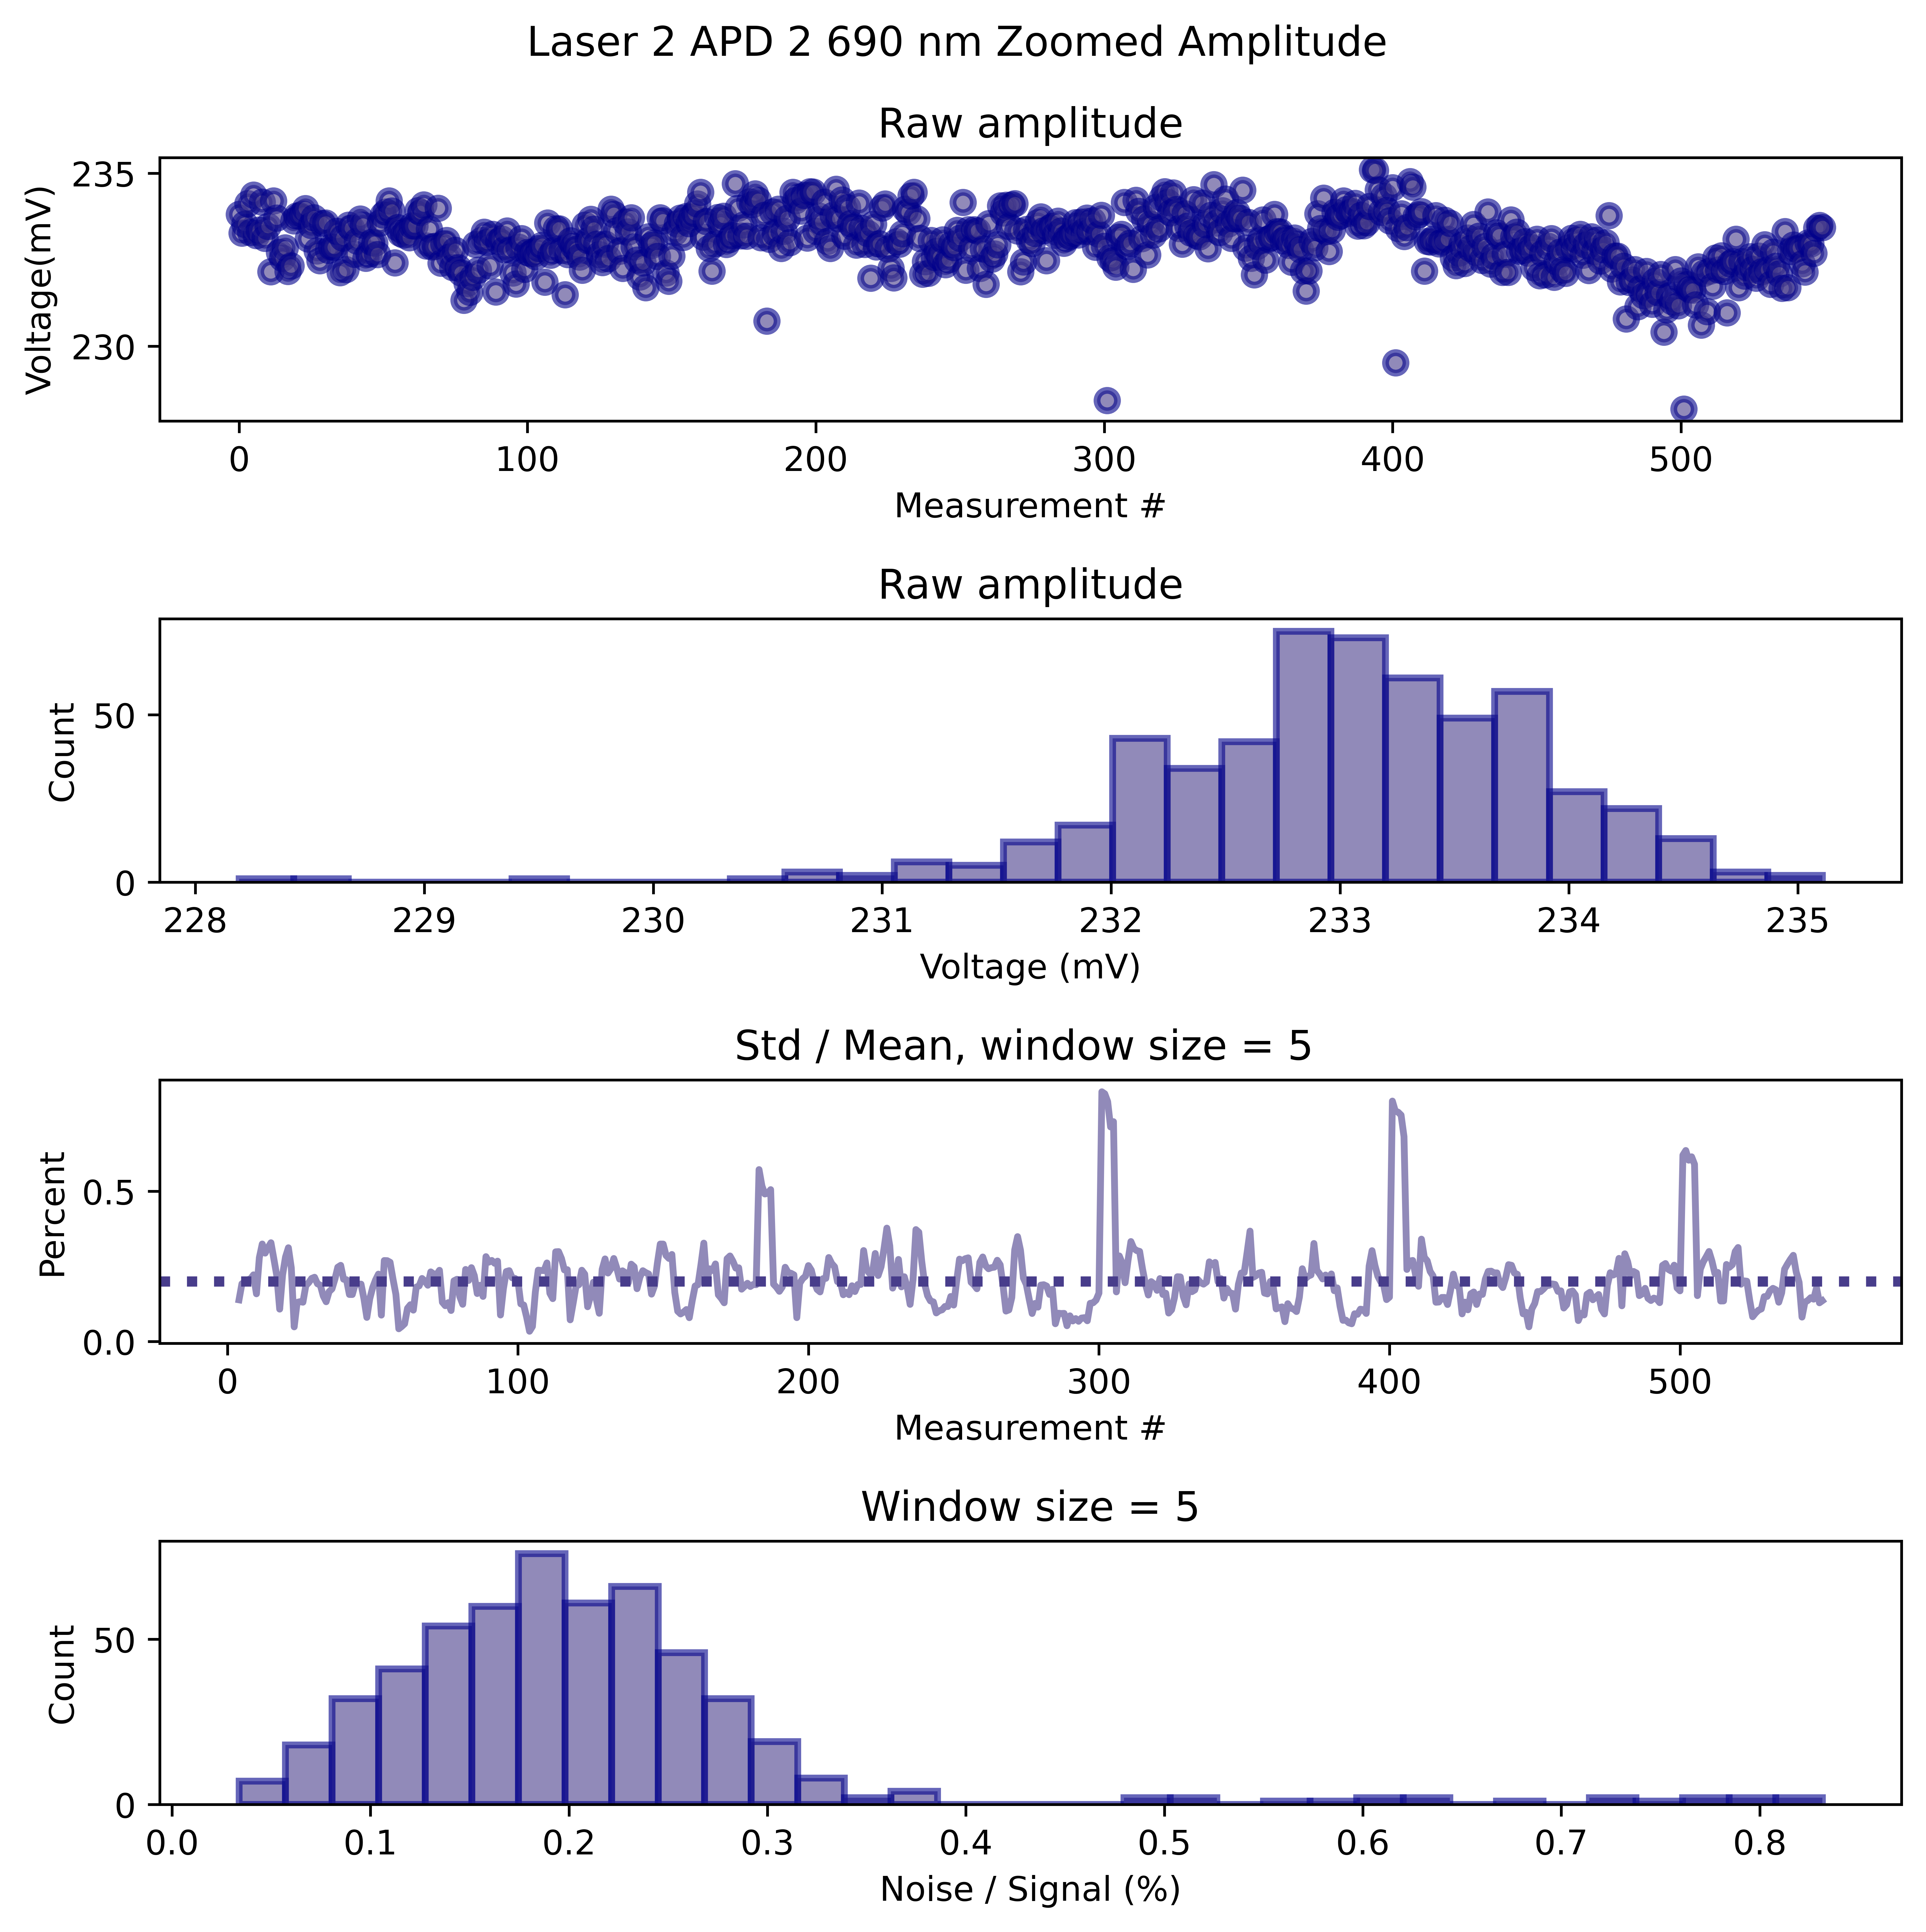 Laser 2 APD 2 690 nm Zoomed Amplitude
Raw amplitude
235
230
Voltage(mV)
0 100 200 300 400 500
Measurement #
Raw amplitude
50
0
Count
228 229 230 231 232 233 234 235
Voltage (mV)
Std / Mean, window size = 5
0.5
0.0
Percent
0 100 200 300 400 500
Measurement #
Window size = 5
50
0
Count
0.0 0.1 0.2 0.3 0.4 0.5 0.6 0.7 0.8
Noise / Signal (%)